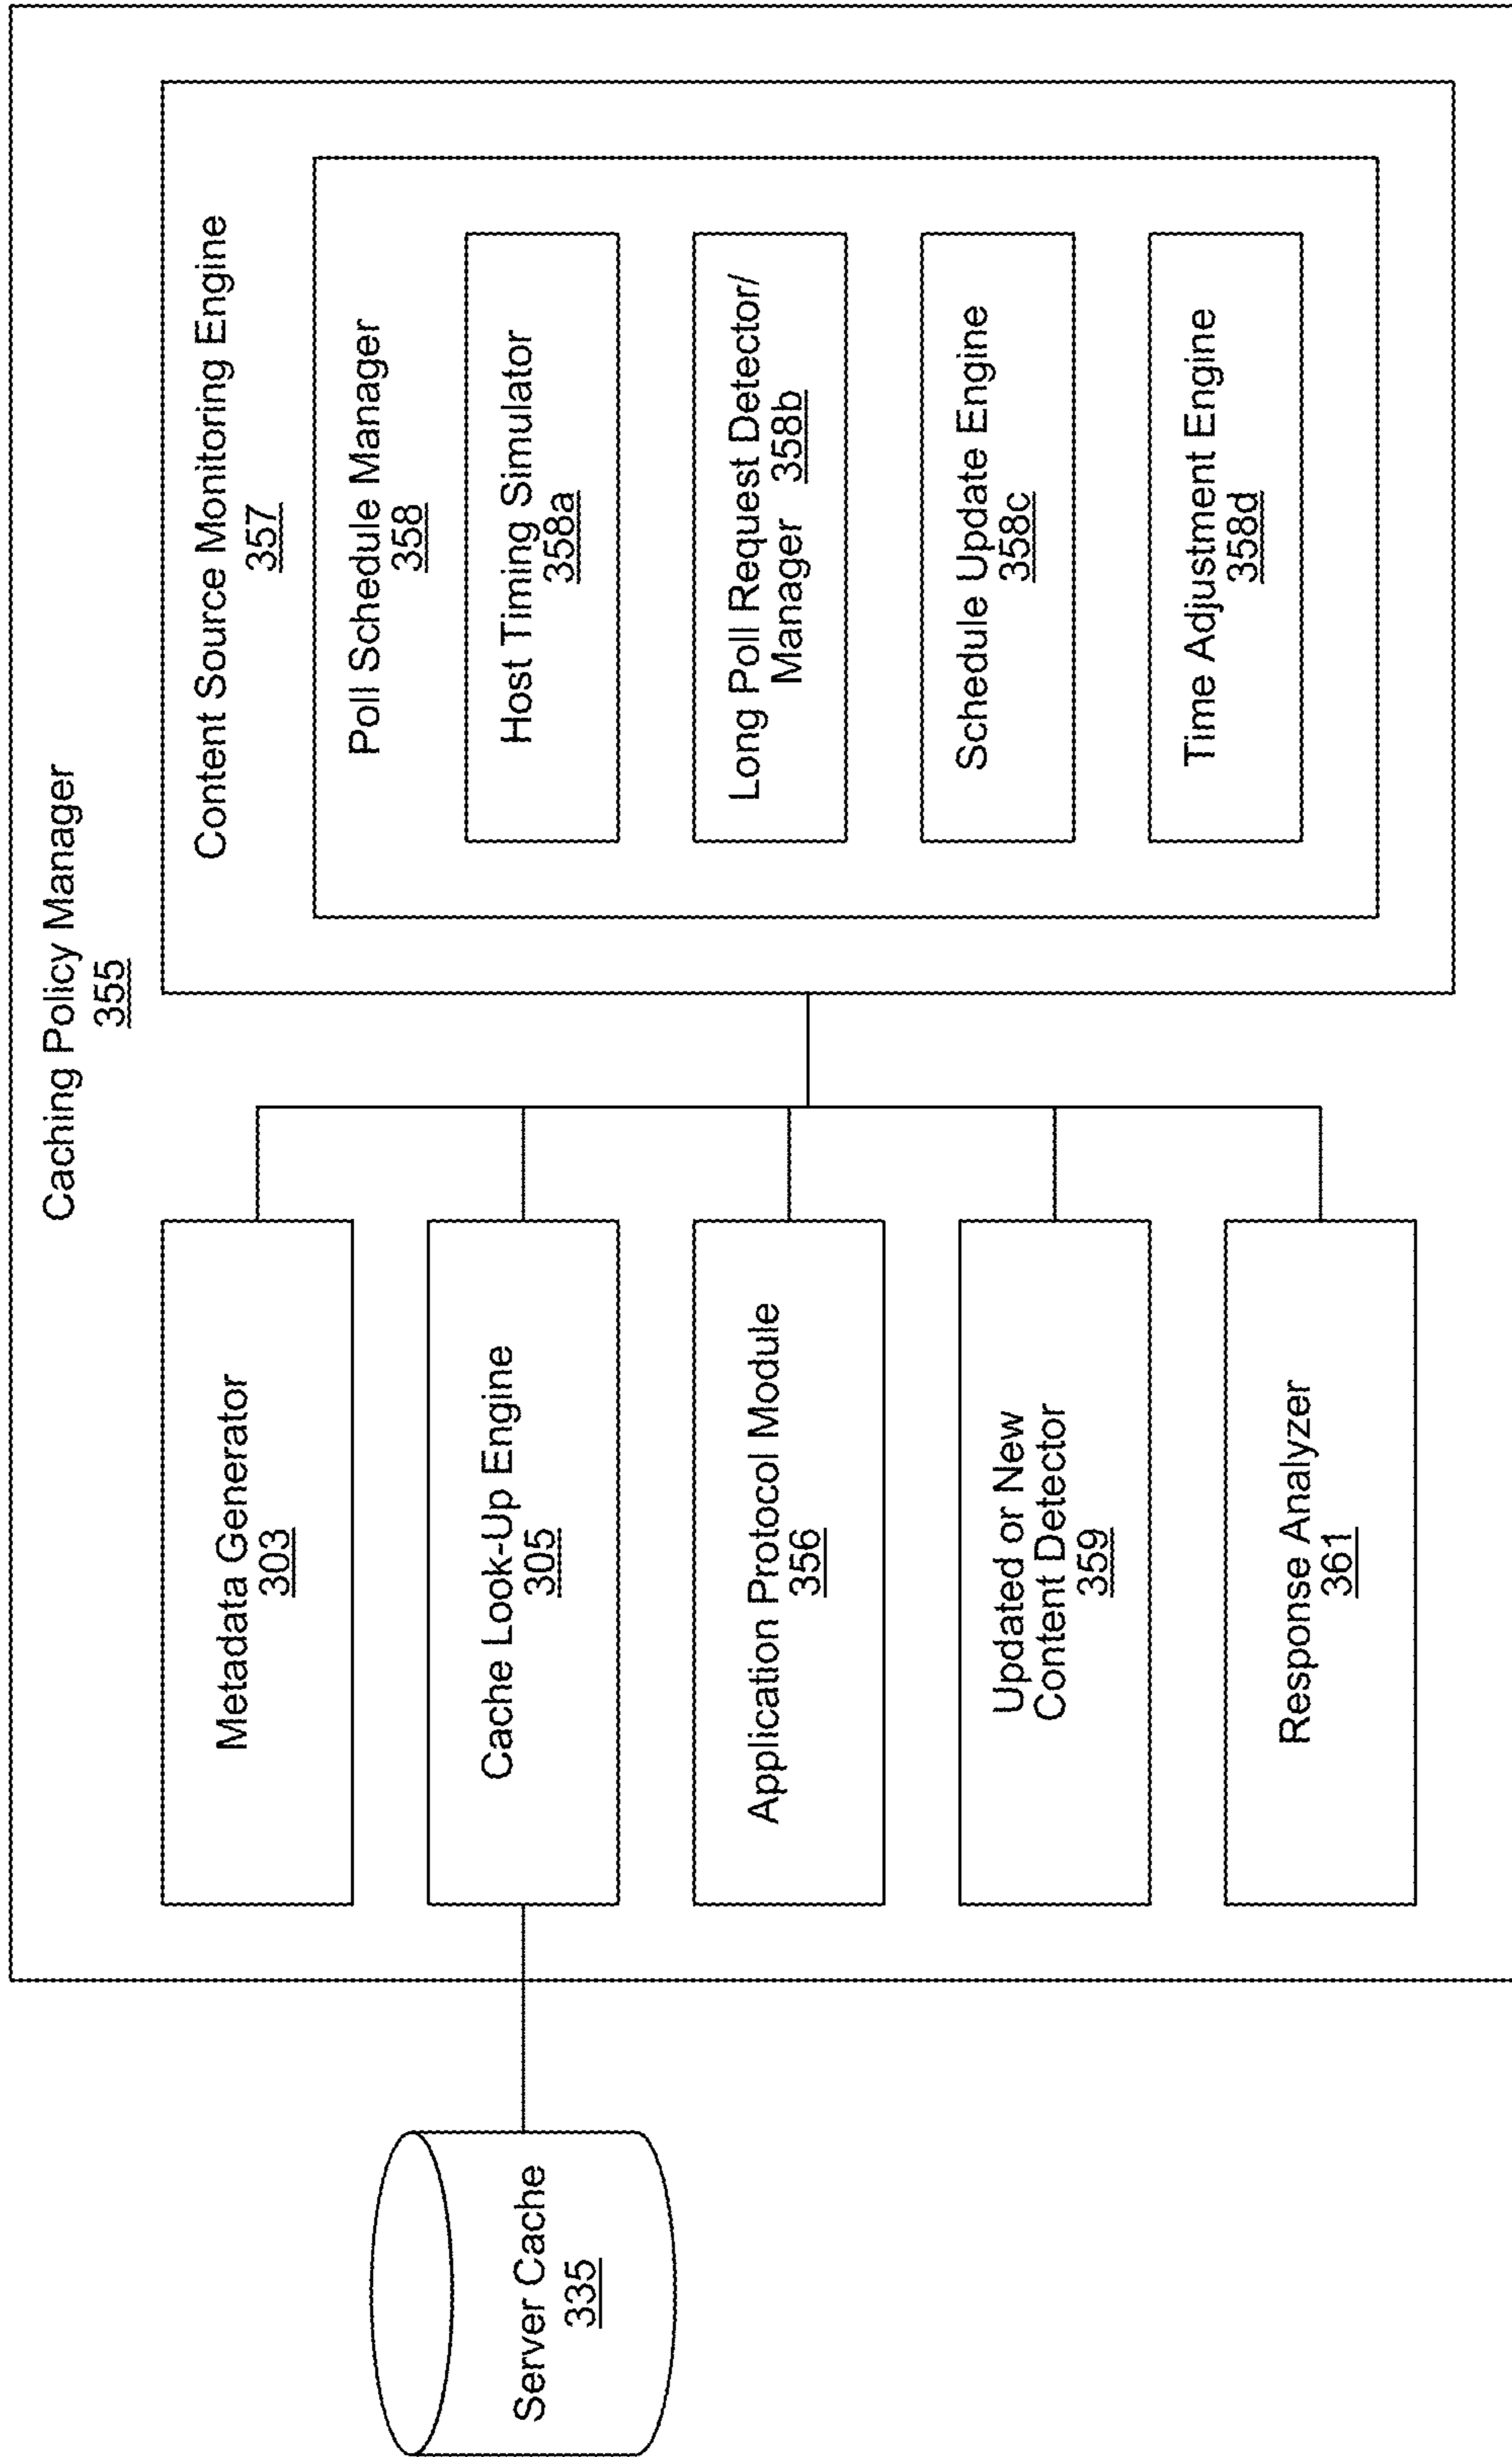 Caching Policy Manager
355
Server Cache
335
Metadata Generator
303
Cache Look-Up Engine
305
Application Protocol Module
356
Updated or New
Content Detector
359
Response Analyzer
361
Content Source Monitoring Engine
357
Poll Schedule Manager
358
Host Timing Simulator
358a
Long Poll Request Detector/
Manager 358b
Schedule Update Engine
358c
Time Adjustment Engine
358d